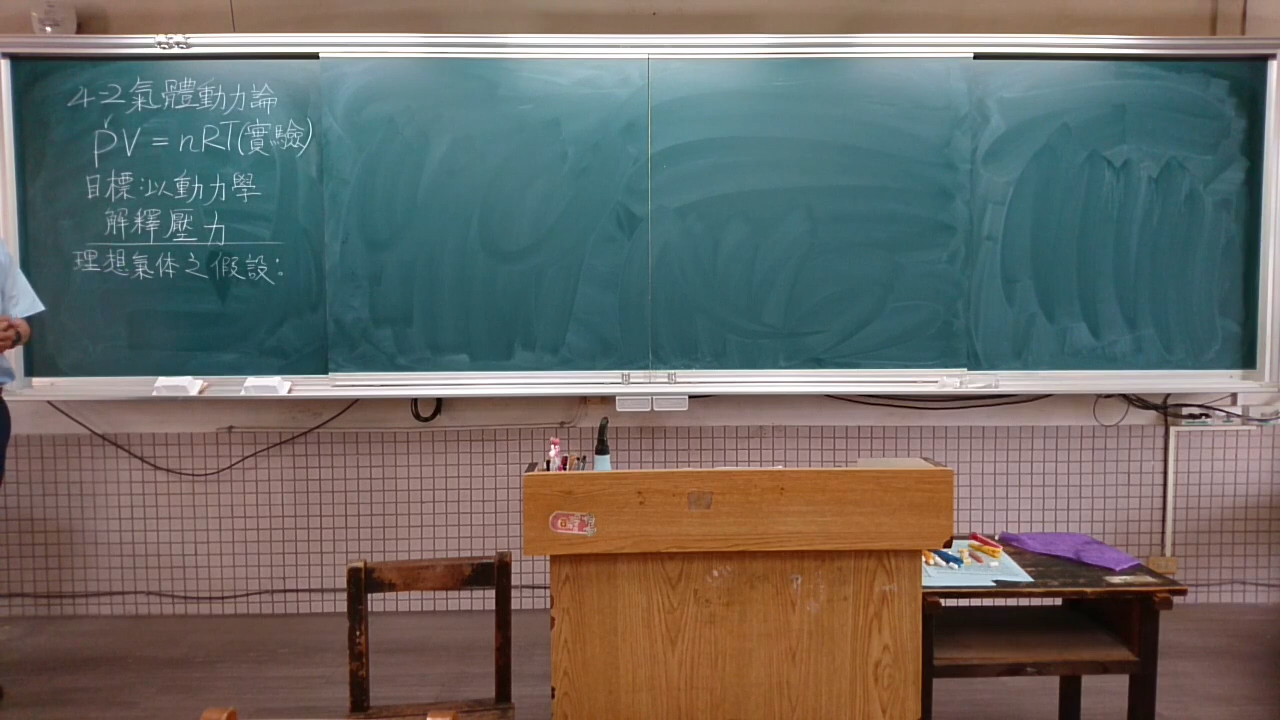 4-2氣體動力論
PV=nRT(實驗)
目標:以動力學
解釋壓力
理想氣体之假設: